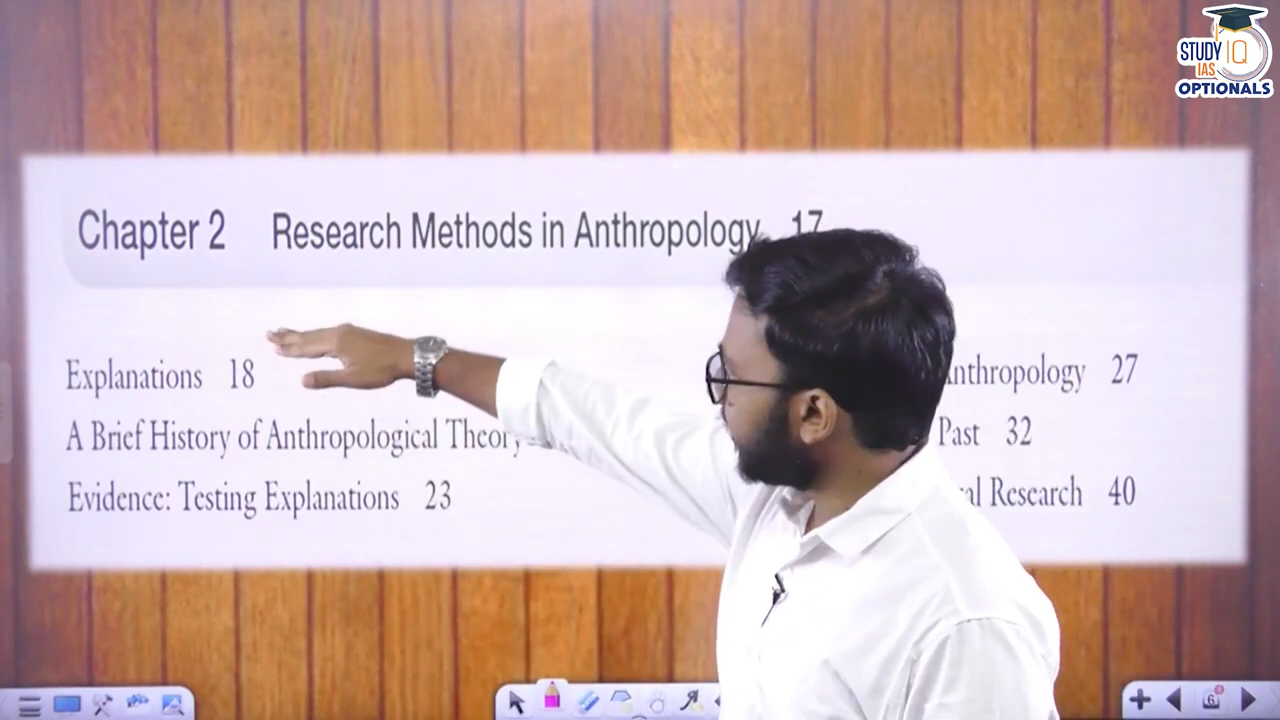 STUDY IQ
IAS
OPTIONALS
Chapter 2 Research Methods in Anthropology 17
Explanations 18
A Brief History of Anthropological Theory
Evidence: Testing Explanations 23
Anthropology 27
Past 32
Research 40
6